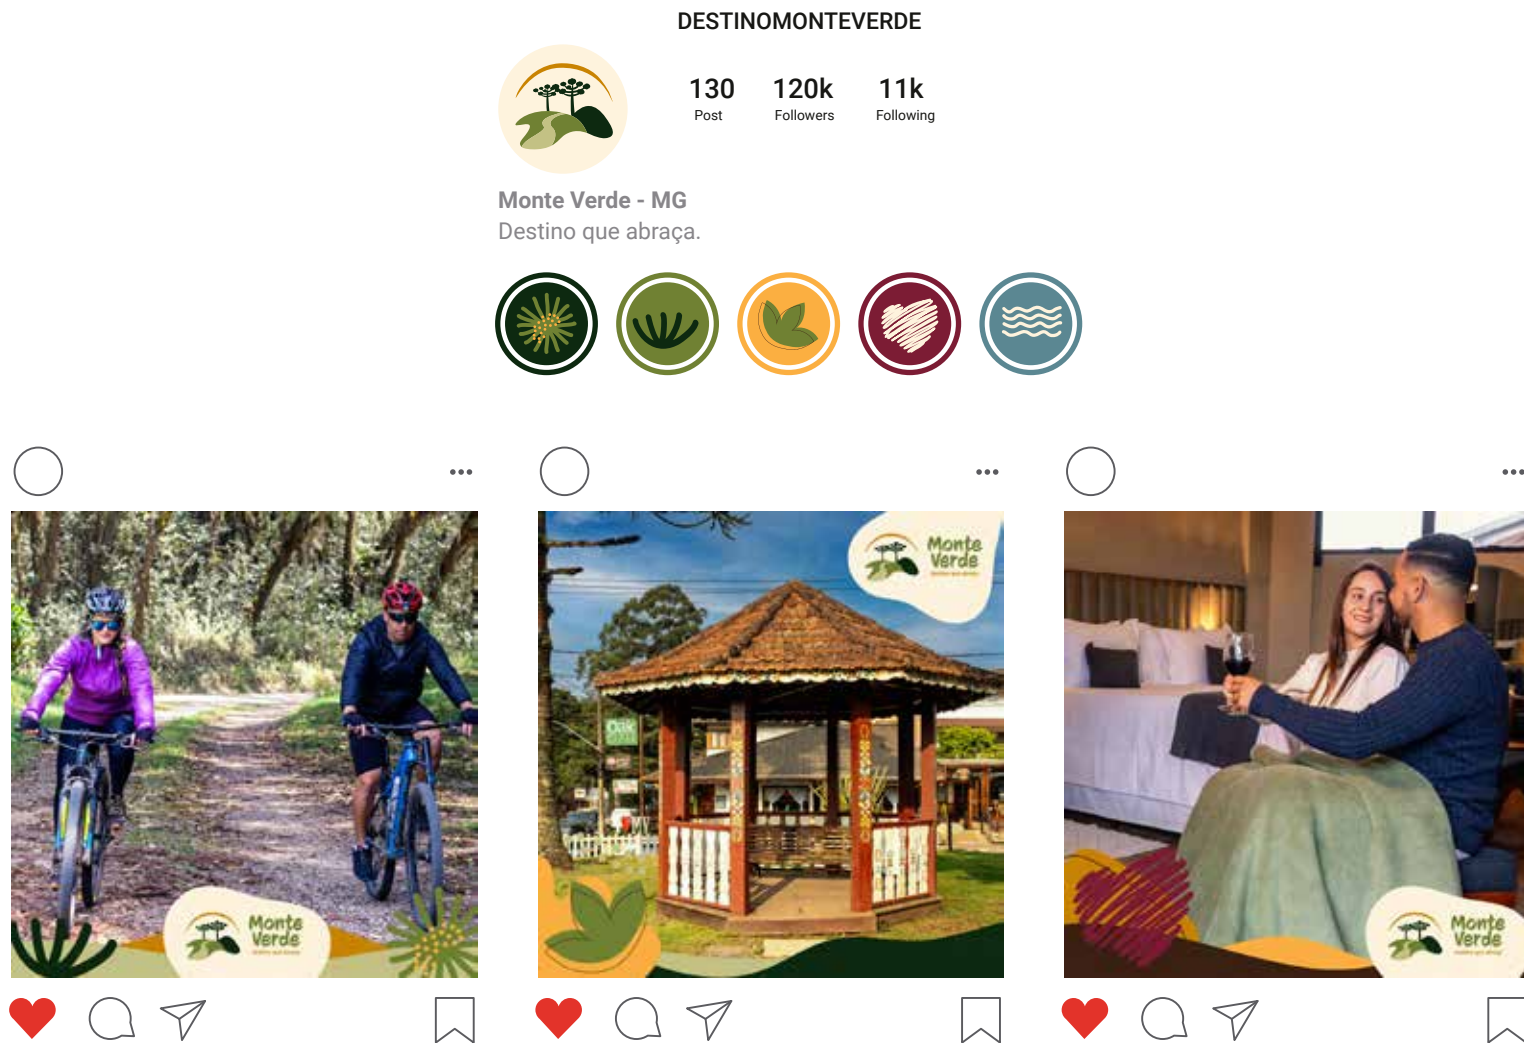 DESTINOMONTEVERDE
130
120k
11k
Post
Followers
Following
Monte Verde - MG
Destino que abraça.
Monte
Verde
Oak
Monte
Verde
Monte
Verde